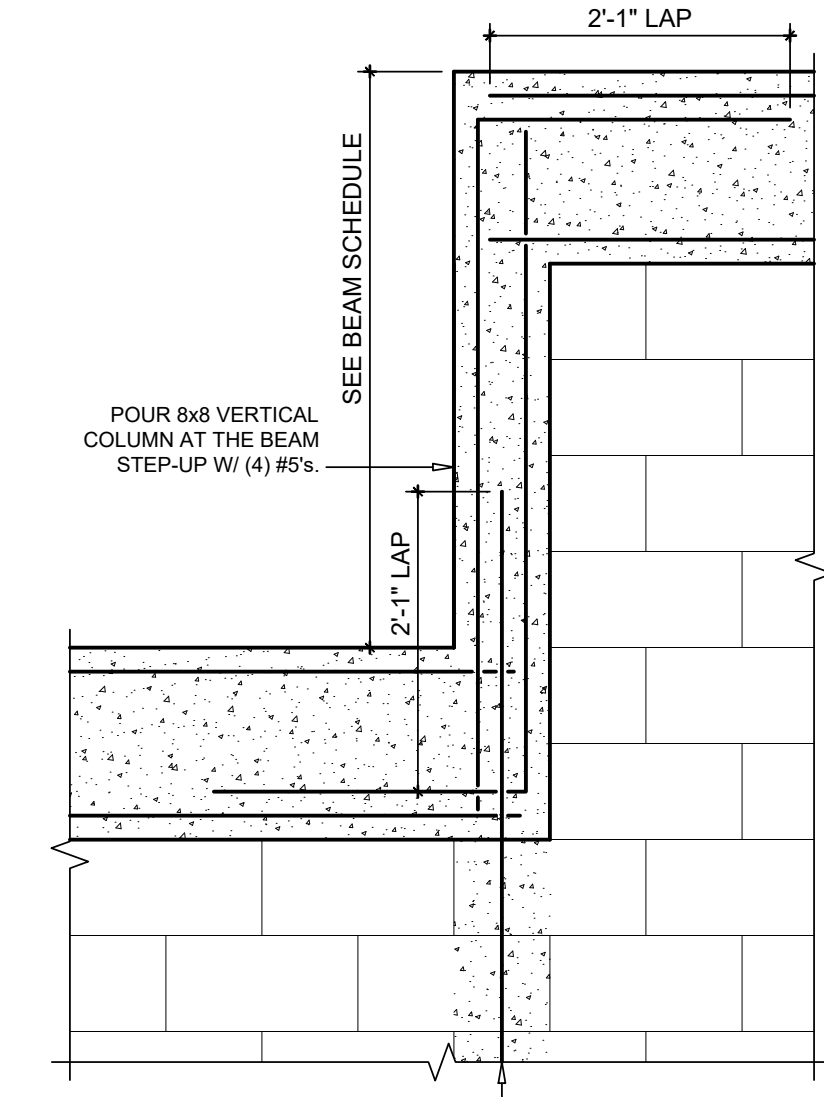 2'-1" LAP
SEE BEAM SCHEDULE
POUR 8x8 VERTICAL
COLUMN AT THE BEAM
STEP-UP W/ (4) #5's.
2'-1" LAP